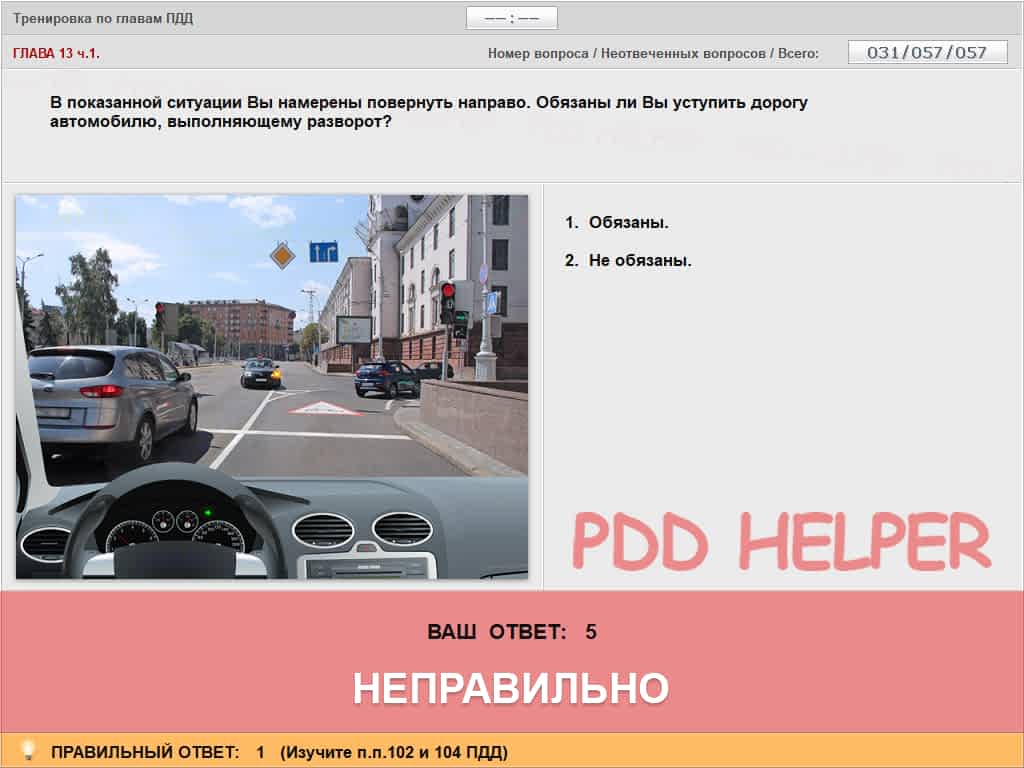 Тренировка по главам ПДД
—— : ——
ГЛАВА 13 ч.1.
Номер вопроса / Неотвеченных вопросов / Всего:
031/057/057
В показанной ситуации Вы намерены повернуть направо. Обязаны ли Вы уступить дорогу
автомобилю, выполняющему разворот?
1. Обязаны.
2. Не обязаны.
PDD HELPER
ВАШ ОТВЕТ: 5
НЕПРАВИЛЬНО
ПРАВИЛЬНЫЙ ОТВЕТ: 1 (Изучите п.п.102 и 104 ПДД)